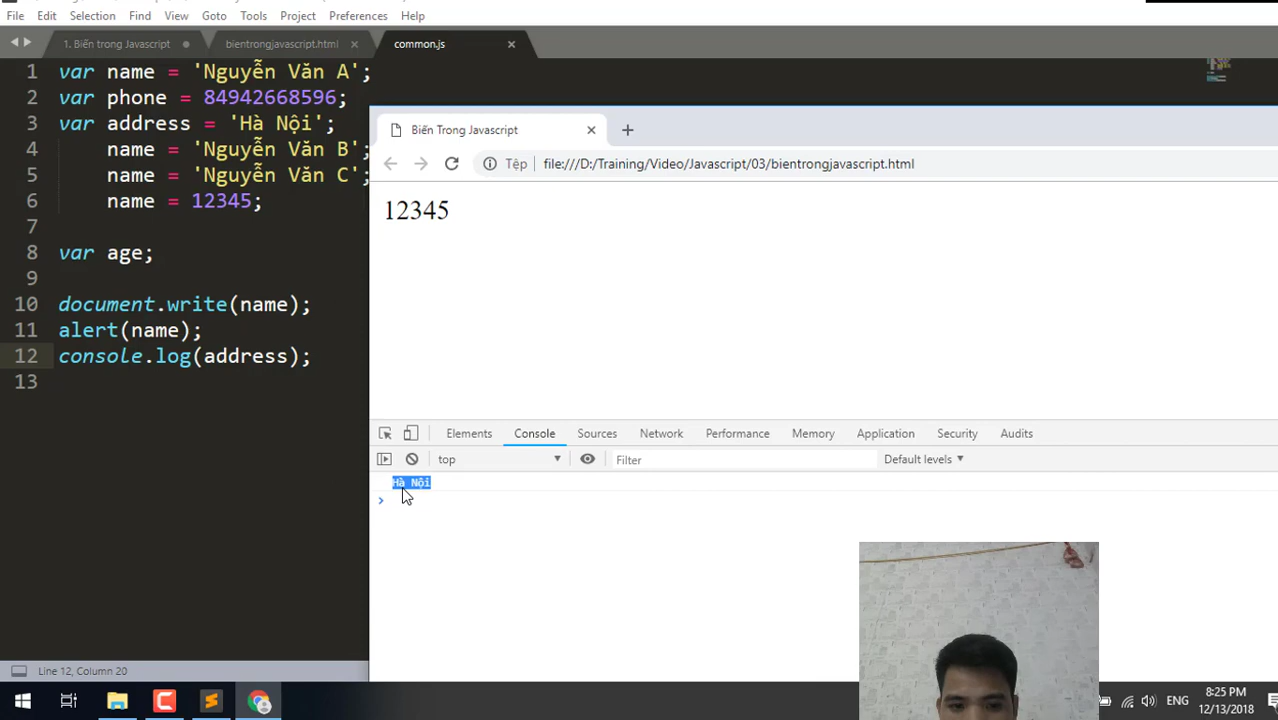 File Edit Selection Find View Goto Tools Project Preferences Help
1. Biến trong Javascript bientrongjavascript.html common.js
1 var name = 'Nguyễn Văn A';
2 var phone = 84942668596;
3 var address = 'Hà Nội';
4 name = 'Nguyễn Văn B';
5 name = 'Nguyễn Văn C';
6 name = 12345;
7
8 var age;
9
10 document.write(name);
11 alert(name);
12 console.log(address);
13
Biến Trong Javascript
Tệp file:///D:/Training/Video/Javascript/03/bientrongjavascript.html
12345
Elements Console Sources Network Performance Memory Application Security Audits
top Filter Default levels
Hà Nội
Line 12, Column 20
ENG
8:25 PM
12/13/2018